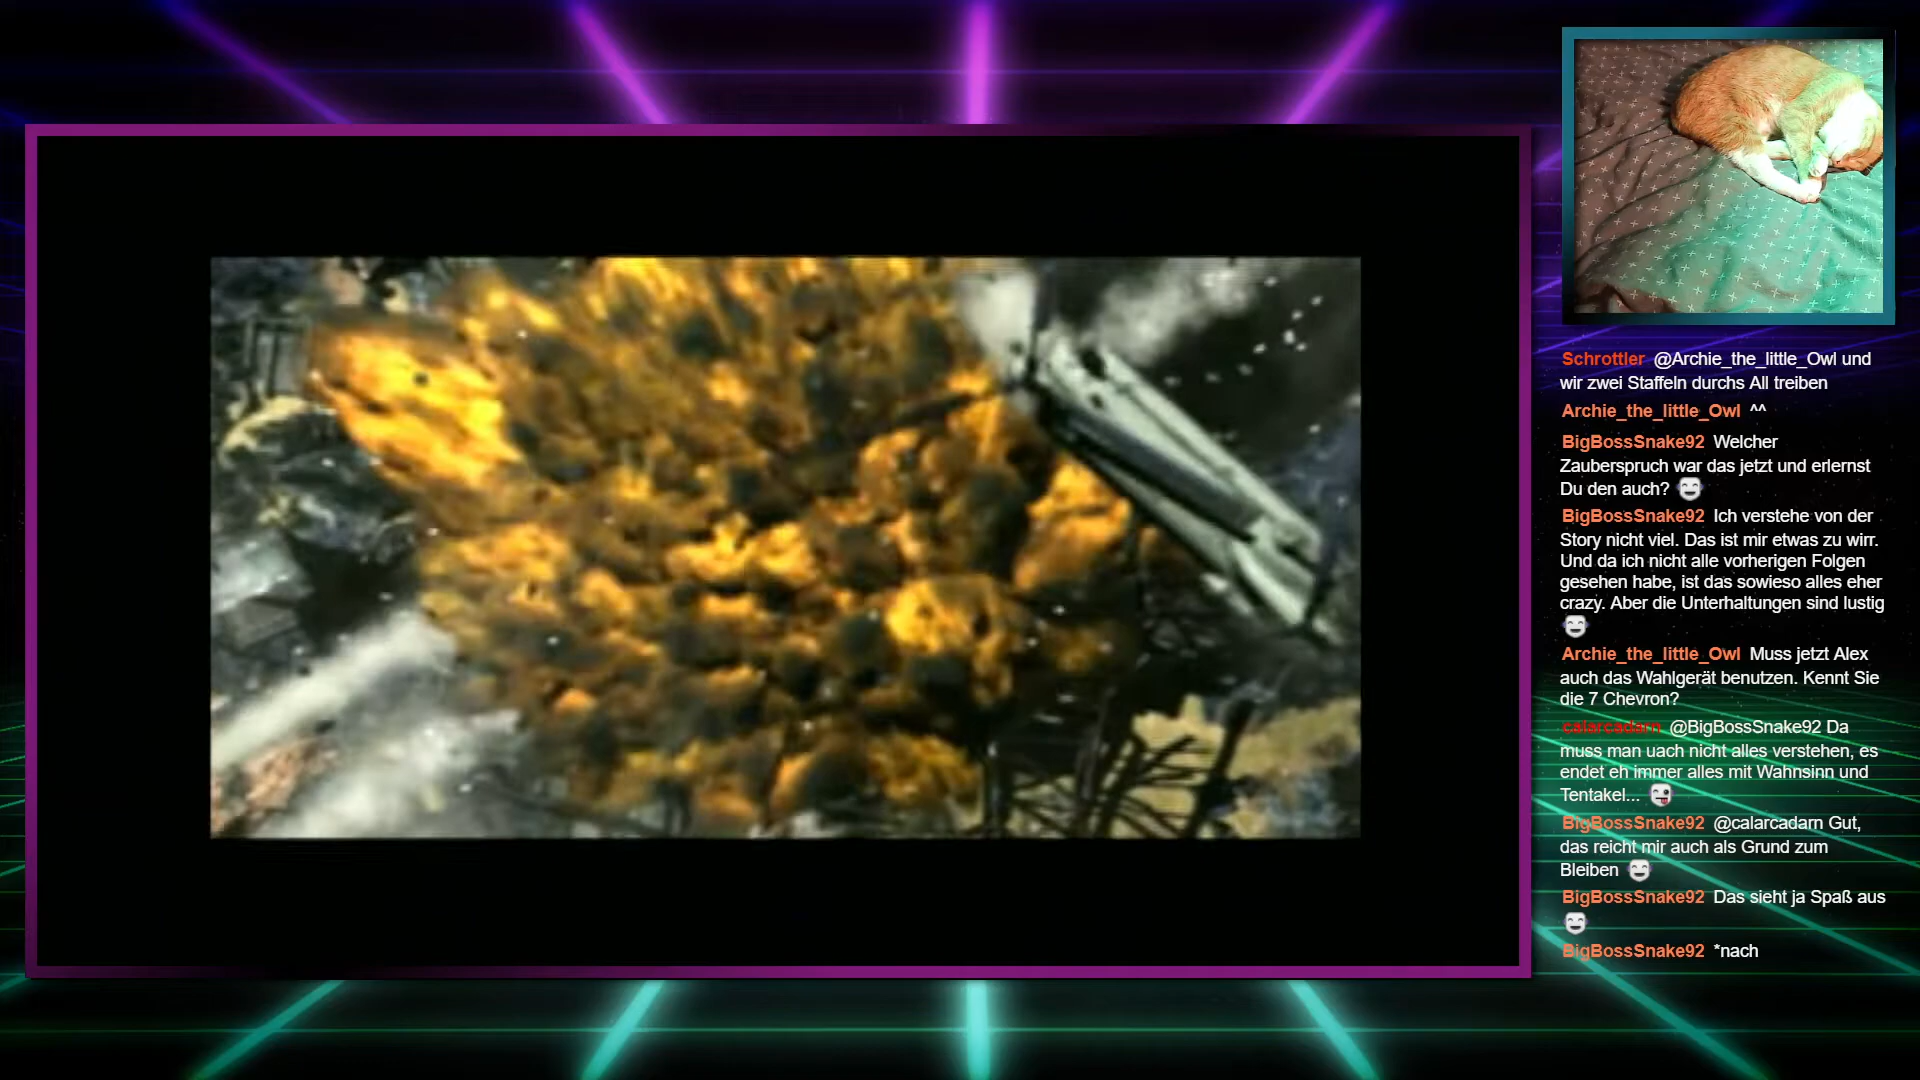 Schrottler @Archie_the_little_Owl und
wir zwei Staffeln durchs All treiben
Archie_the_little_Owl ^^
BigBossSnake92 Welcher
Zauberspruch war das jetzt und erlernst
Du den auch?
BigBossSnake92 Ich verstehe von der
Story nicht viel. Das ist mir etwas zu wirr.
Und da ich nicht alle vorherigen Folgen
gesehen habe, ist das sowieso alles eher
crazy. Aber die Unterhaltungen sind lustig
Archie_the_little_Owl Muss jetzt Alex
auch das Wahlgerät benutzen. Kennt Sie
die 7 Chevron?
calarcadarn @BigBossSnake92 Da
muss man uach nicht alles verstehen, es
endet eh immer alles mit Wahnsinn und
Tentakel...
BigBossSnake92 @calarcadarn Gut,
das reicht mir auch als Grund zum
Bleiben
BigBossSnake92 Das sieht ja Spaß aus
BigBossSnake92 *nach